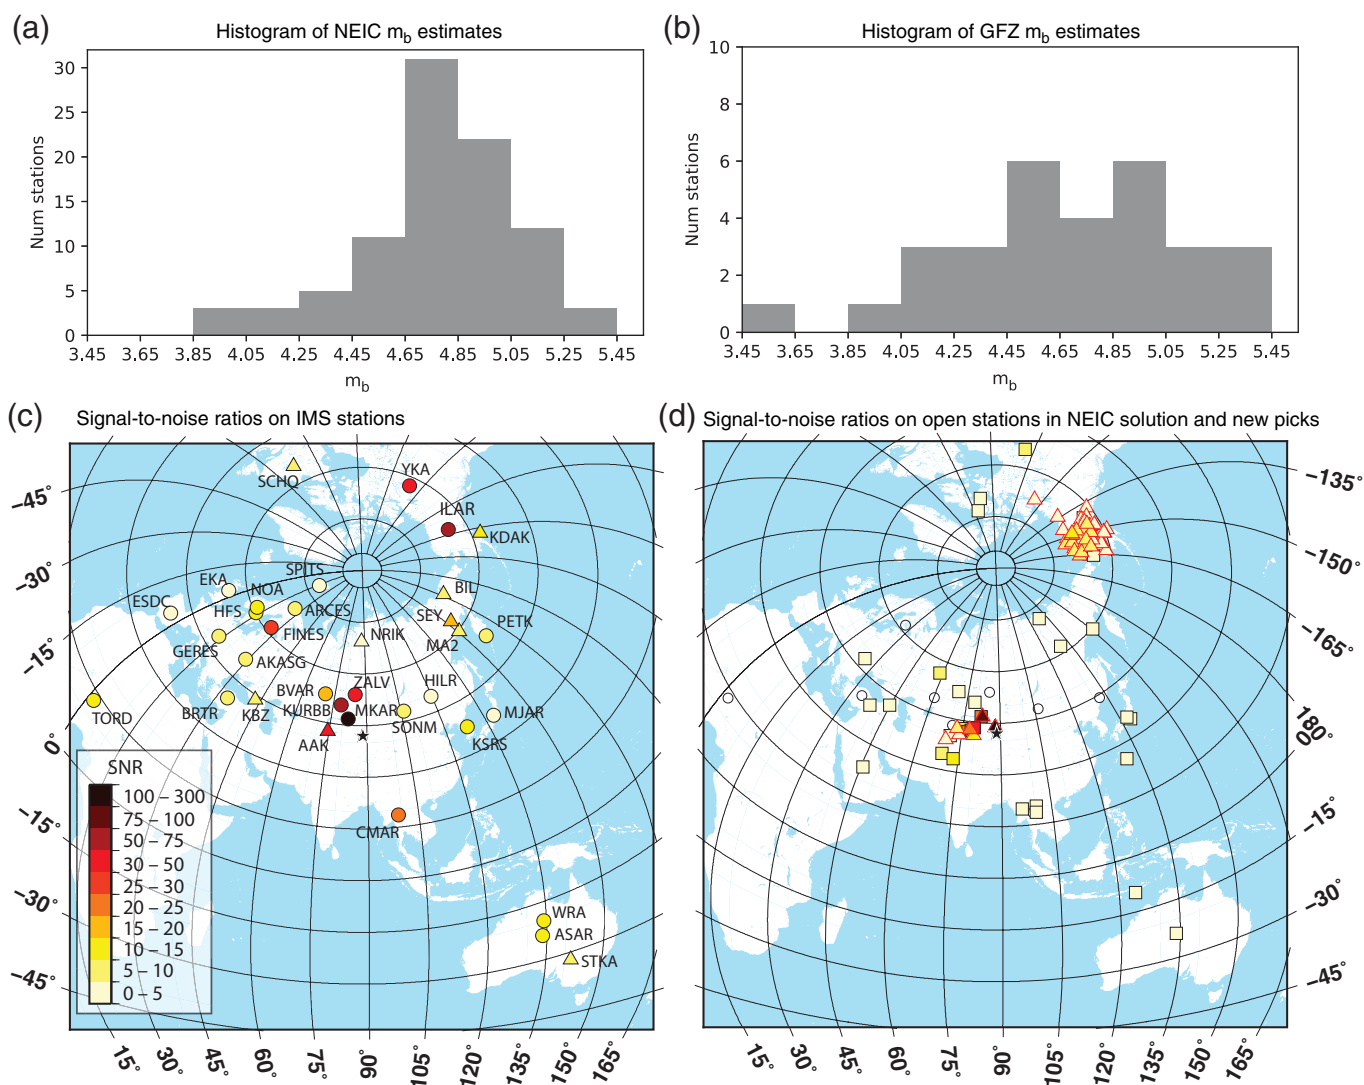 (a) Histogram of NEIC mb estimates
Num stations
30
25
20
15
10
5
0
3.45 3.85 4.05 4.25 4.45 4.65 4.85 5.05 5.25 5.45
mb
(b) Histogram of GFZ mb estimates
Num stations
10
8
6
4
2
0
3.45 3.65 3.85 4.05 4.45 4.65 4.85 5.05 5.25 5.45
mb
(c) Signal-to-noise ratios on IMS stations
SCHQ
YKA
ILAR
KDAK
SPITS
EKA
NOA
BIL
ESDC
HFS
ARCES
SEY
PETK
FINES
NRIK
MA2
GERES
AKASG
ZALV
HILR
BVAR
KURBB
MKAR
BRTR
KBZ
SONM
MJAR
TORD
AAK
KSRS
CMAR
WRA
ASAR
STKA
SNR
100 – 300
75 – 100
50 – 75
30 – 50
25 – 30
20 – 25
15 – 20
10 – 15
5 – 10
0 – 5
−45°
−30°
−15°
0°
−15°
−30°
−45°
15° 30° 45° 60° 75° 90° 105° 120° 135° 150° 165°
(d) Signal-to-noise ratios on open stations in NEIC solution and new picks
−135°
−150°
−165°
180°
00°
−15°
−30°
−45°
15° 30° 45° 60° 75° 90° 105° 120° 135° 150° 165°